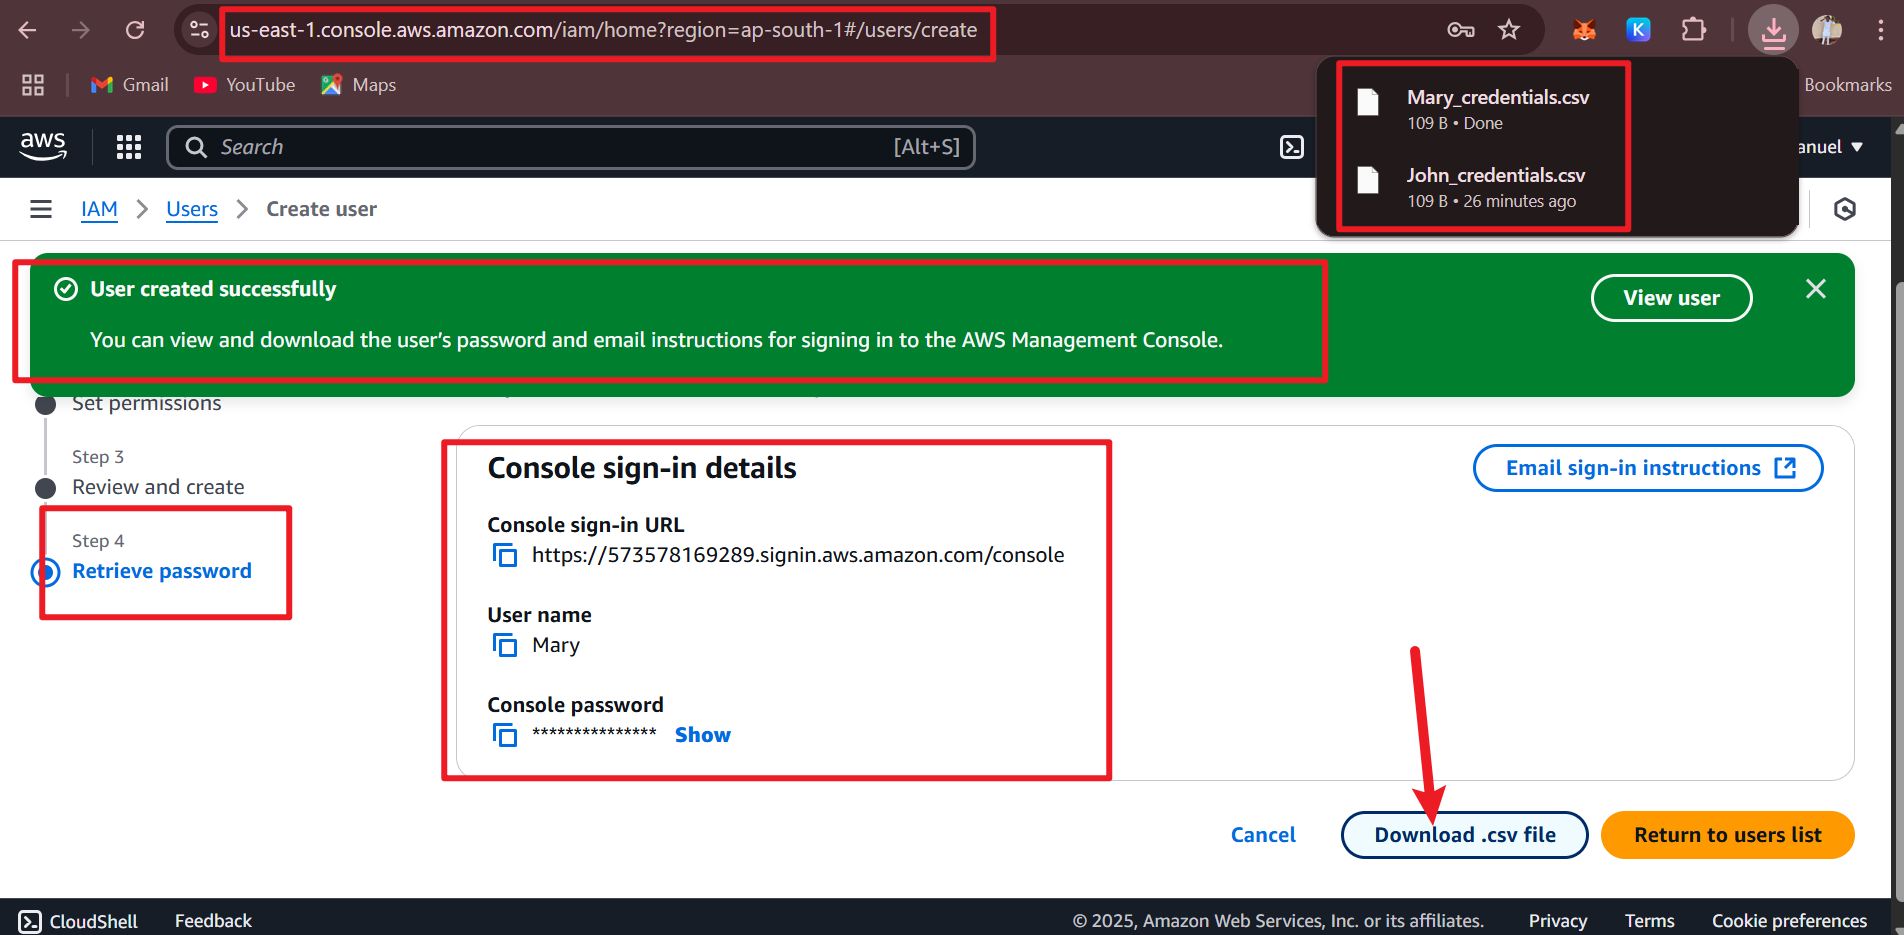 us-east-1.console.aws.amazon.com/iam/home?region=ap-south-1#/users/create
K
Gmail
YouTube
Maps
Bookmarks
Mary_credentials.csv
109 B • Done
John_credentials.csv
109 B • 26 minutes ago
aws
Search
[Alt+S]
anuel
IAM
Users
Create user
User created successfully
You can view and download the user's password and email instructions for signing in to the AWS Management Console.
View user
Set permissions
Step 3
Review and create
Step 4
Retrieve password
Console sign-in details
Email sign-in instructions
Console sign-in URL
https://573578169289.signin.aws.amazon.com/console
User name
Mary
Console password
***************
Show
Cancel
Download .csv file
Return to users list
CloudShell
Feedback
© 2025, Amazon Web Services, Inc. or its affiliates.
Privacy
Terms
Cookie preferences